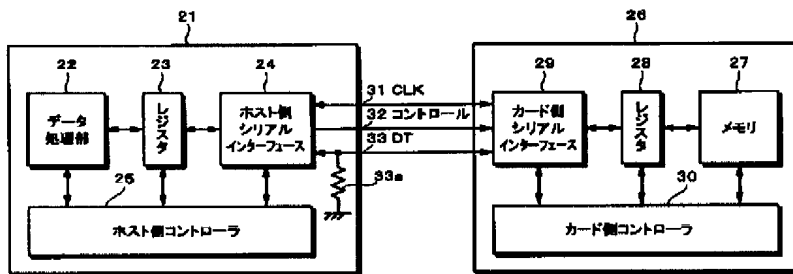 21
26
22
23
24
29
28
27
データ
処理部
レジスタ
ホスト側
シリアル
インターフェース
31 CLK
32 コントロール
33 DT
カード側
シリアル
インターフェース
レジスタ
メモリ
25
33a
30
ホスト側コントローラ
カード側コントローラ